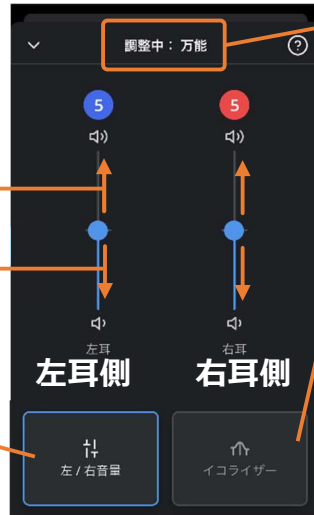 調整中： 万能
?
5
5
左耳
右耳
左耳側
右耳側
左 / 右音量
イコライザー